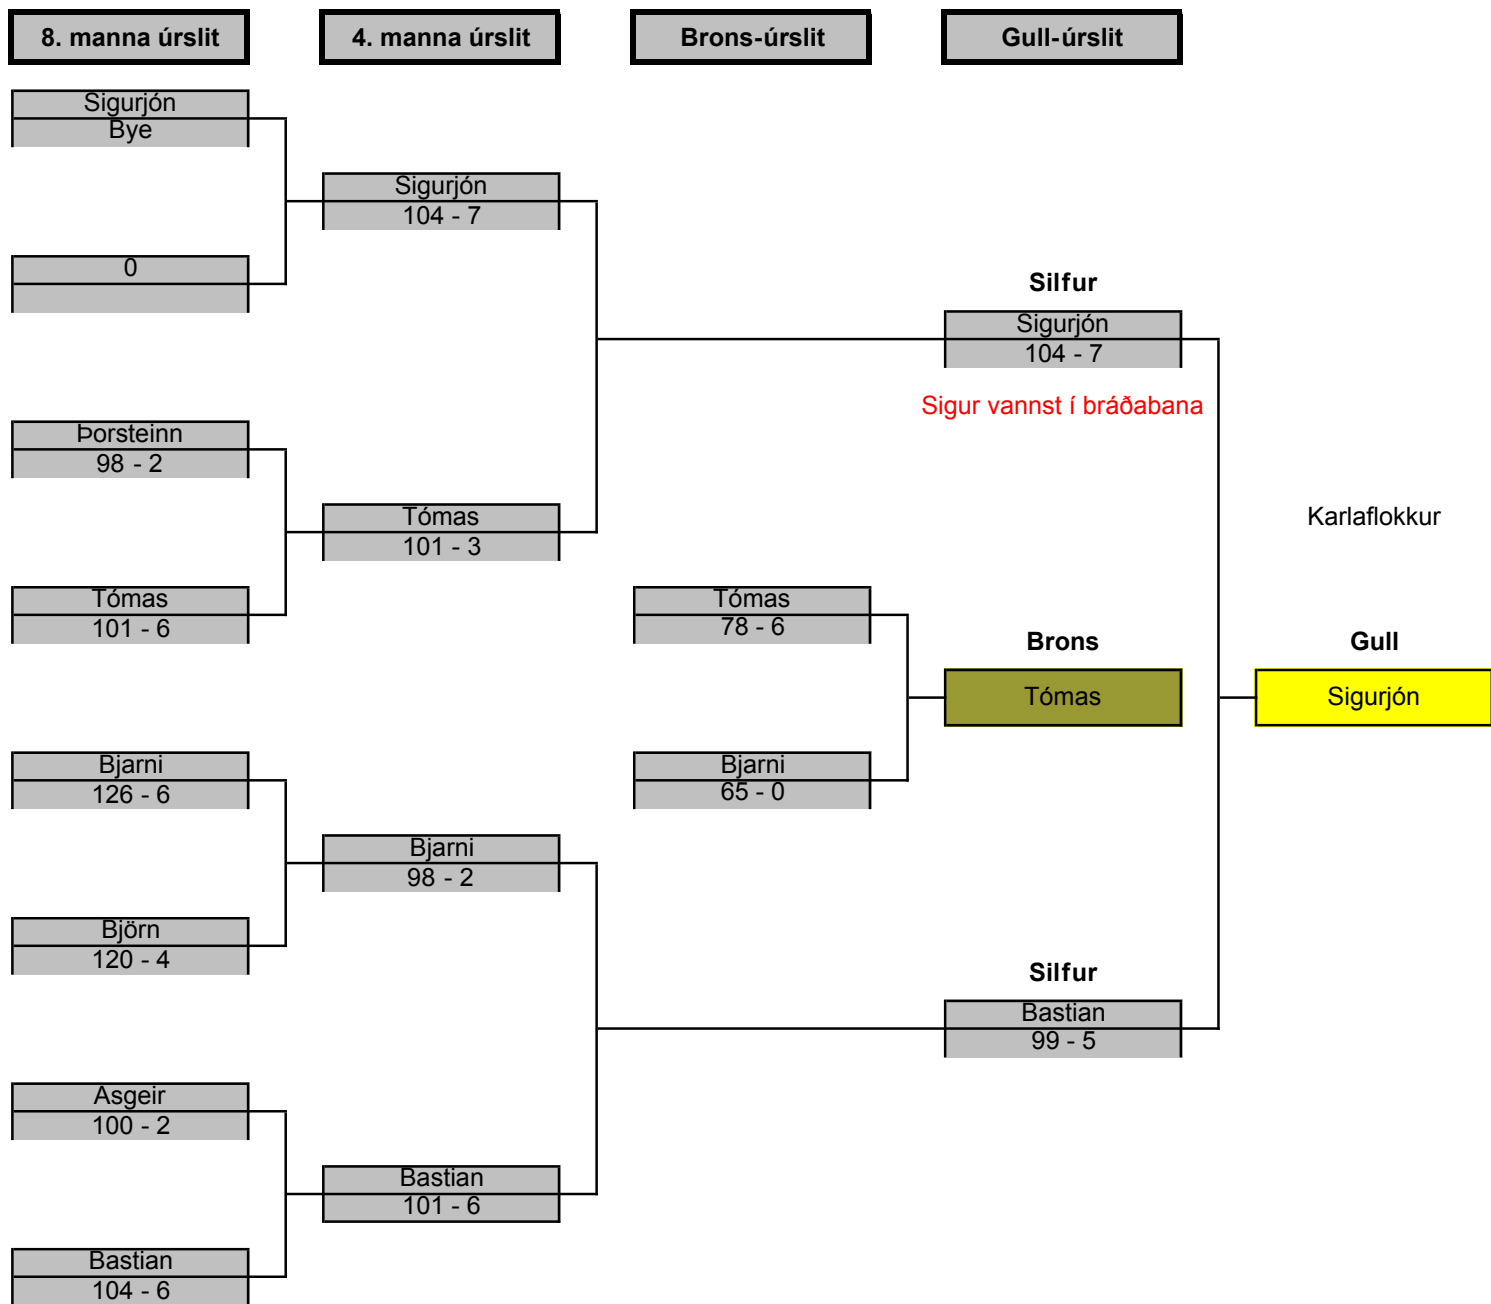 8. manna úrslit
4. manna úrslit
Brons-úrslit
Gull-úrslit
Sigurjón
Bye
Sigurjón
104 - 7
0
Silfur
Sigurjón
104 - 7
Sigur vannst í bráðabana
Þorsteinn
98 - 2
Tómas
101 - 3
Karlaflokkur
Tómas
101 - 6
Tómas
78 - 6
Brons
Gull
Tómas
Sigurjón
Bjarni
126 - 6
Bjarni
65 - 0
Bjarni
98 - 2
Björn
120 - 4
Silfur
Bastian
99 - 5
Asgeir
100 - 2
Bastian
101 - 6
Bastian
104 - 6